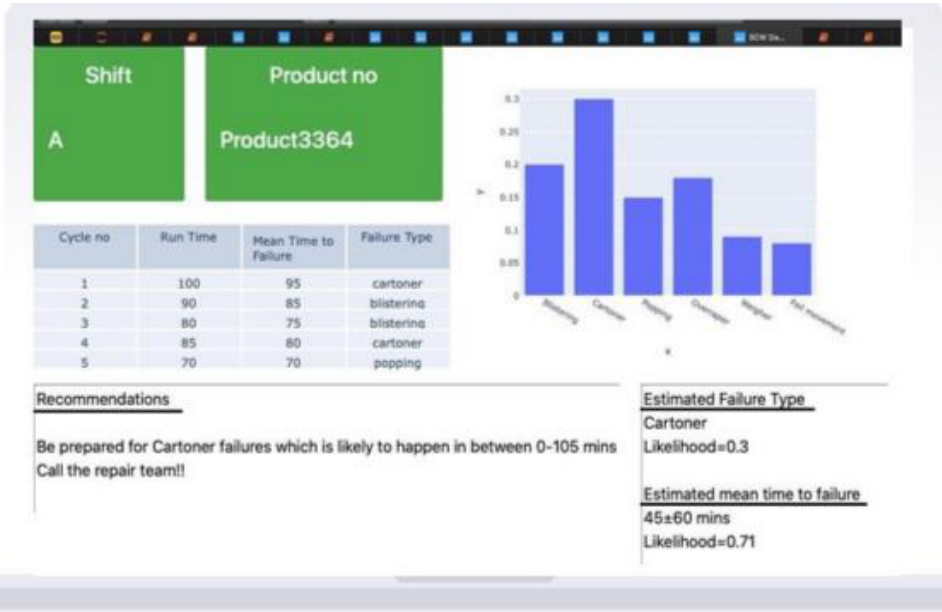 Shift
A
Product no
Product3364
0.3
0.25
0.2
0.15
0.1
0.05
0
y
Blistering
Cartoner
Popping
Overraper
Weigher
Foil movement
x
Cycle no Run Time Mean Time to Failure Failure Type
1 100 95 cartoner
2 90 85 blistering
3 80 75 blistering
4 85 80 cartoner
5 70 70 popping
Recommendations
Be prepared for Cartoner failures which is likely to happen in between 0-105 mins
Call the repair team!!
Estimated Failure Type
Cartoner
Likelihood=0.3
Estimated mean time to failure
45±60 mins
Likelihood=0.71